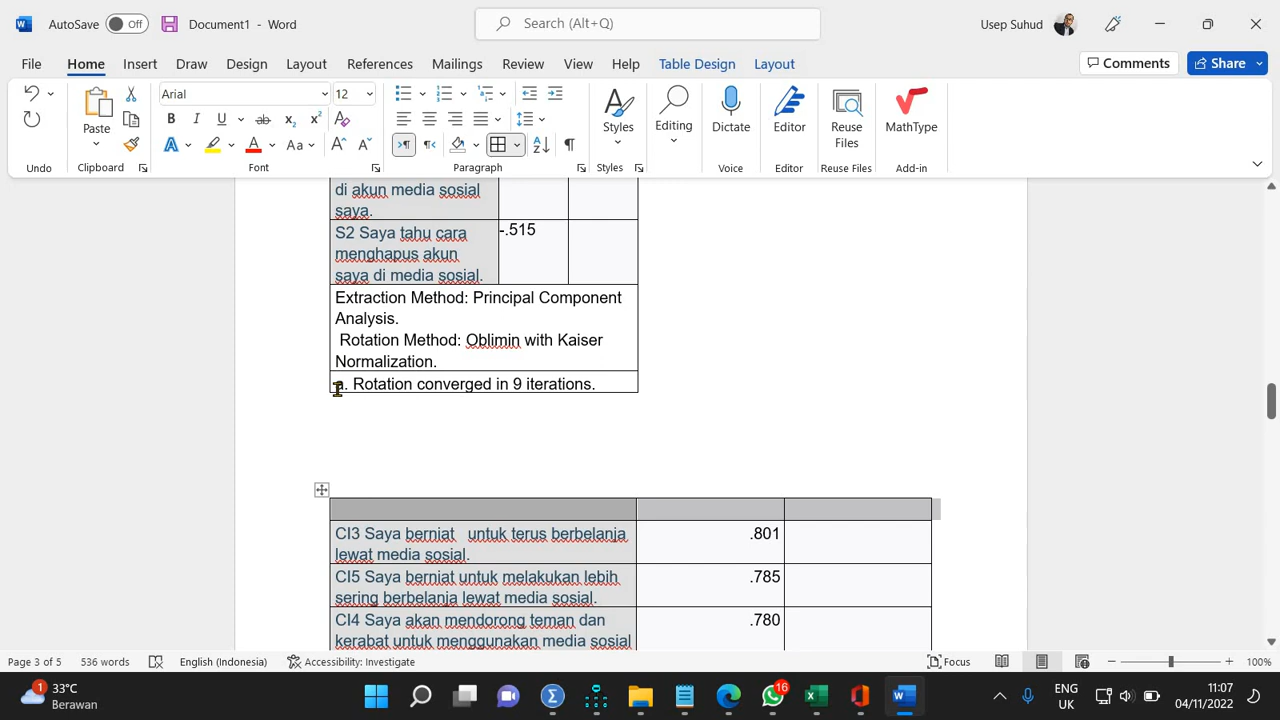 AutoSave Off Document1 - Word Search (Alt+Q) Usep Suhud
File Home Insert Draw Design Layout References Mailings Review View Help Table Design Layout Comments Share
Arial 12
Paste Styles Editing Dictate Editor Reuse Files MathType
Undo Clipboard Font Paragraph Styles Voice Editor Reuse Files Add-in
di akun media sosial
saya.
S2 Saya tahu cara -.515
menghapus akun
saya di media sosial.
Extraction Method: Principal Component
Analysis.
Rotation Method: Oblimin with Kaiser
Normalization.
a. Rotation converged in 9 iterations.
CI3 Saya berniat untuk terus berbelanja .801
lewat media sosial.
CI5 Saya berniat untuk melakukan lebih .785
sering berbelanja lewat media sosial.
CI4 Saya akan mendorong teman dan .780
kerabat untuk menggunakan media sosial
Page 3 of 5 536 words English (Indonesia) Accessibility: Investigate Focus 100%
1 33°C 16 ENG 11:07
Berawan UK 04/11/2022